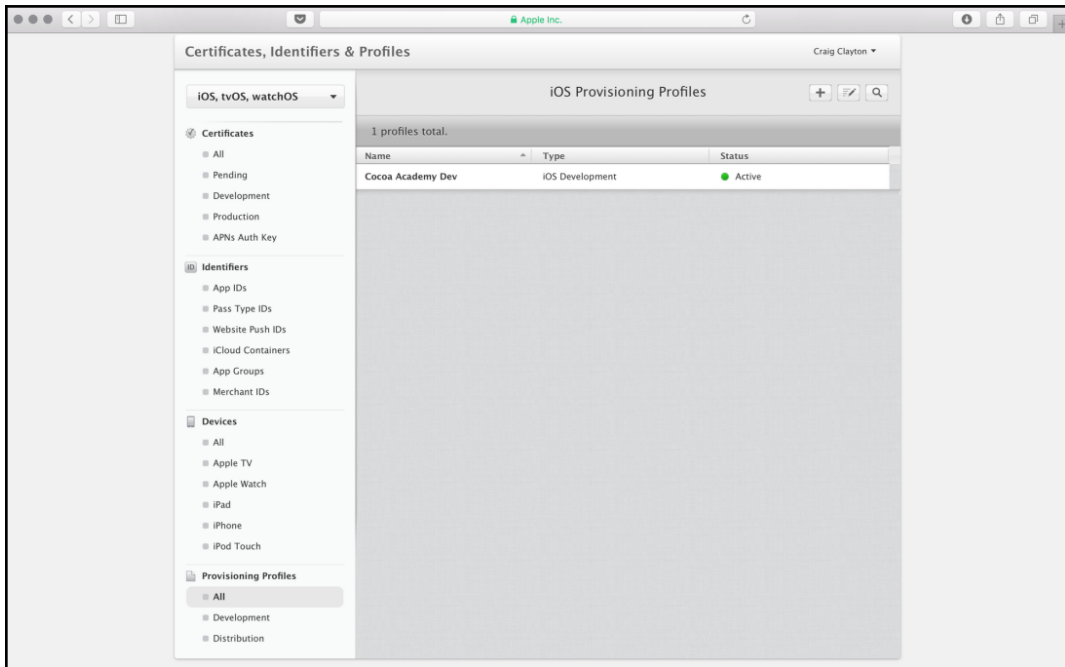 Apple Inc.
Certificates, Identifiers & Profiles
Craig Clayton
iOS, tvOS, watchOS
Certificates
All
Pending
Development
Production
APNs Auth Key
ID Identifiers
App IDs
Pass Type IDs
Website Push IDs
iCloud Containers
App Groups
Merchant IDs
Devices
All
Apple TV
Apple Watch
iPad
iPhone
iPod Touch
Provisioning Profiles
All
Development
Distribution
iOS Provisioning Profiles
1 profiles total.
Name Type Status
Cocoa Academy Dev iOS Development Active